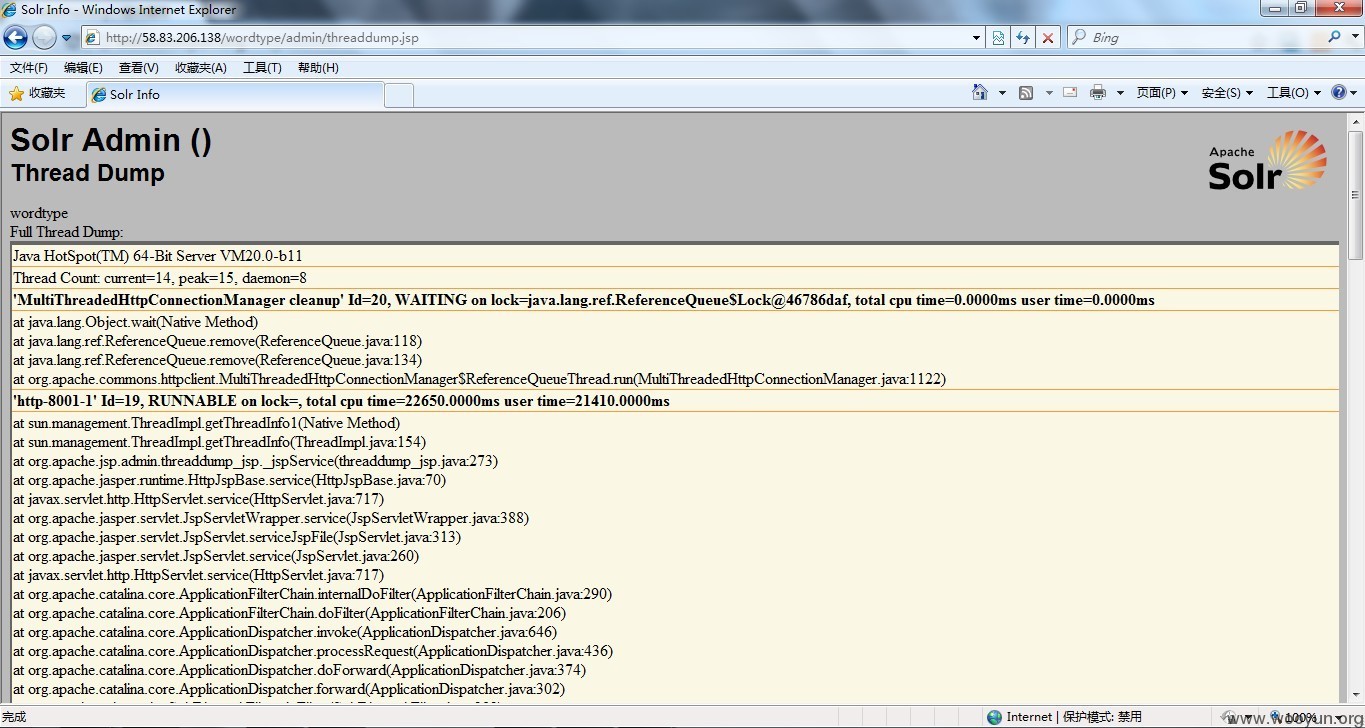 Solr Info - Windows Internet Explorer
http://58.83.206.138/wordtype/admin/threaddump.jsp
Bing
文件(F) 编辑(E) 查看(V) 收藏夹(A) 工具(T) 帮助(H)
收藏夹 Solr Info 页面(P) 安全(S) 工具(O)
Solr Admin ()
Thread Dump
Apache
Solr
wordtype
Full Thread Dump:
Java HotSpot(TM) 64-Bit Server VM20.0-b11
Thread Count: current=14, peak=15, daemon=8
'MultiThreadedHttpConnectionManager cleanup' Id=20, WAITING on lock=java.lang.ref.ReferenceQueue$Lock@46786daf, total cpu time=0.0000ms user time=0.0000ms
at java.lang.Object.wait(Native Method)
at java.lang.ref.ReferenceQueue.remove(ReferenceQueue.java:118)
at java.lang.ref.ReferenceQueue.remove(ReferenceQueue.java:134)
at org.apache.commons.httpclient.MultiThreadedHttpConnectionManager$ReferenceQueueThread.run(MultiThreadedHttpConnectionManager.java:1122)
'http-8001-1' Id=19, RUNNABLE on lock=, total cpu time=22650.0000ms user time=21410.0000ms
at sun.management.ThreadImpl.getThreadInfo1(Native Method)
at sun.management.ThreadImpl.getThreadInfo(ThreadImpl.java:154)
at org.apache.jsp.admin.threaddump_jsp._jspService(threaddump_jsp.java:273)
at org.apache.jasper.runtime.HttpJspBase.service(HttpJspBase.java:70)
at javax.servlet.http.HttpServlet.service(HttpServlet.java:717)
at org.apache.jasper.servlet.JspServletWrapper.service(JspServletWrapper.java:388)
at org.apache.jasper.servlet.JspServlet.serviceJspFile(JspServlet.java:313)
at org.apache.jasper.servlet.JspServlet.service(JspServlet.java:260)
at javax.servlet.http.HttpServlet.service(HttpServlet.java:717)
at org.apache.catalina.core.ApplicationFilterChain.internalDoFilter(ApplicationFilterChain.java:290)
at org.apache.catalina.core.ApplicationFilterChain.doFilter(ApplicationFilterChain.java:206)
at org.apache.catalina.core.ApplicationDispatcher.invoke(ApplicationDispatcher.java:646)
at org.apache.catalina.core.ApplicationDispatcher.processRequest(ApplicationDispatcher.java:436)
at org.apache.catalina.core.ApplicationDispatcher.doForward(ApplicationDispatcher.java:374)
at org.apache.catalina.core.ApplicationDispatcher.forward(ApplicationDispatcher.java:302)
完成 Internet | 保护模式: 禁用 100%
www.wooyun.org